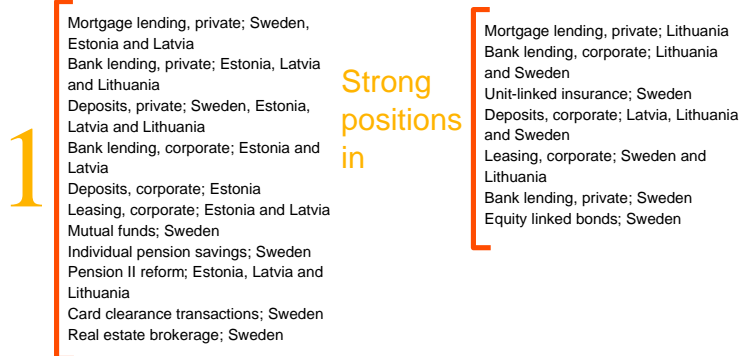 1
Mortgage lending, private; Sweden,
Estonia and Latvia
Bank lending, private; Estonia, Latvia
and Lithuania
Deposits, private; Sweden, Estonia,
Latvia and Lithuania
Bank lending, corporate; Estonia and
Latvia
Deposits, corporate; Estonia
Leasing, corporate; Estonia and Latvia
Mutual funds; Sweden
Individual pension savings; Sweden
Pension II reform; Estonia, Latvia and
Lithuania
Card clearance transactions; Sweden
Real estate brokerage; Sweden
Strong
positions
in
Mortgage lending, private; Lithuania
Bank lending, corporate; Lithuania
and Sweden
Unit-linked insurance; Sweden
Deposits, corporate; Latvia, Lithuania
and Sweden
Leasing, corporate; Sweden and
Lithuania
Bank lending, private; Sweden
Equity linked bonds; Sweden